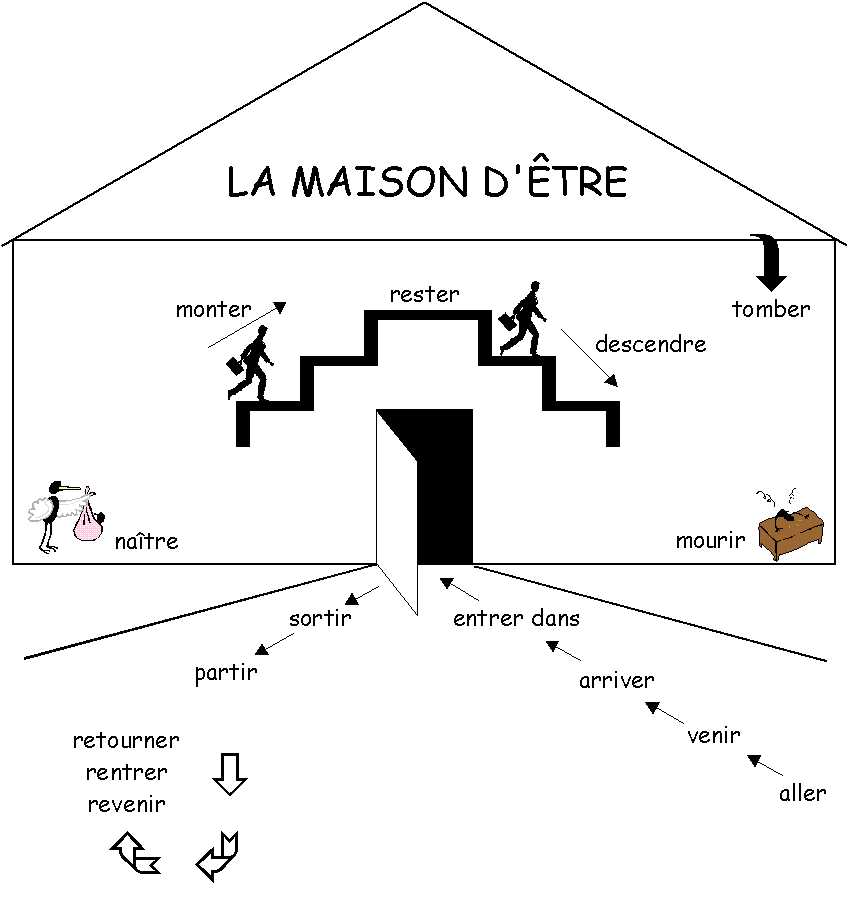 LA MAISON D'ÊTRE
monter
rester
tomber
descendre
naître
mourir
sortir
entrer dans
partir
arriver
retourner
venir
rentrer
aller
revenir